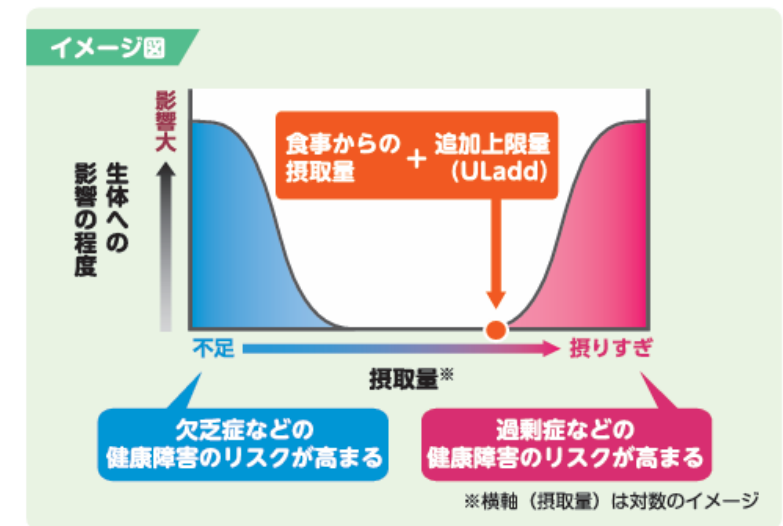 イメージ図
影響大
生体への
影響の程度
食事からの
摂取量
+
追加上限量
(ULadd)
不足
摂りすぎ
摂取量※
欠乏症などの
健康障害のリスクが高まる
過剰症などの
健康障害のリスクが高まる
※横軸（摂取量）は対数のイメージ